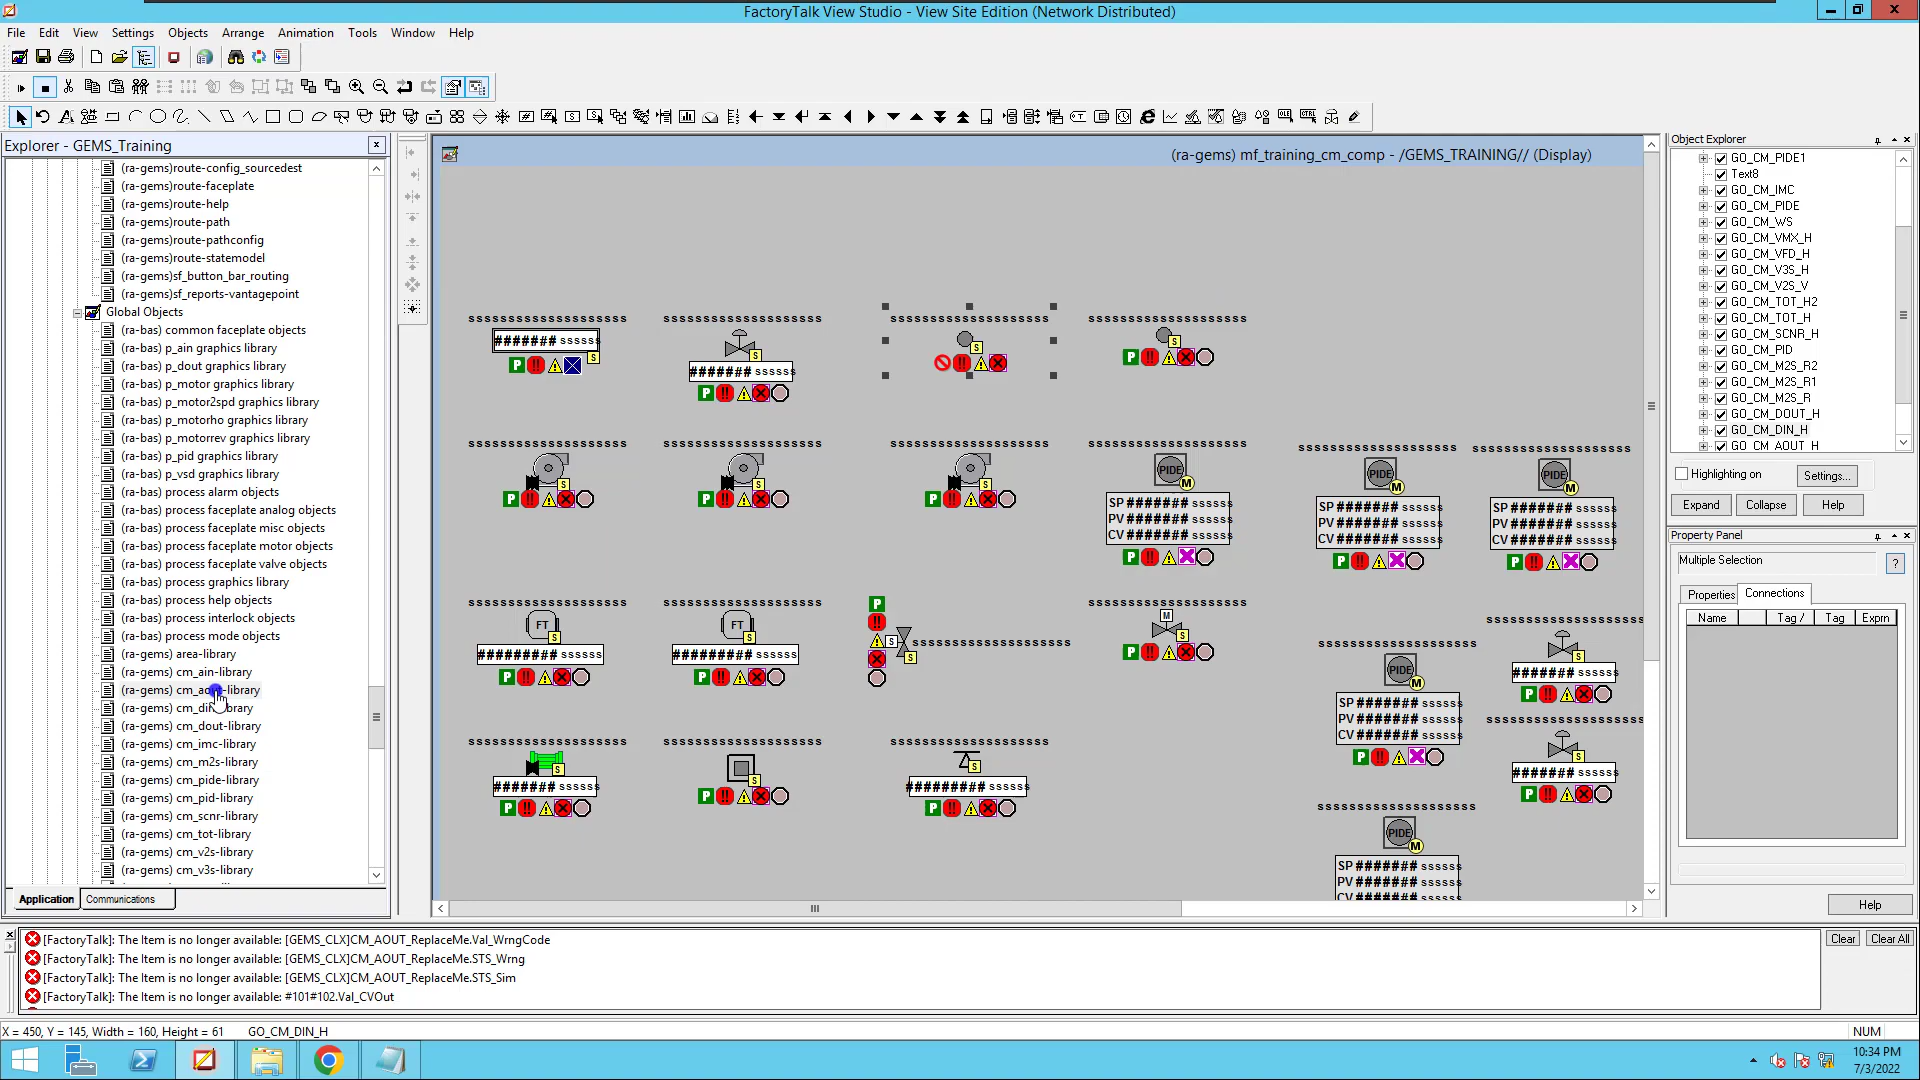 FactoryTalk View Studio - View Site Edition (Network Distributed)
File Edit View Settings Objects Arrange Animation Tools Window Help
Explorer - GEMS_Training
(ra-gems)route-config_sourcedest
(ra-gems)route-faceplate
(ra-gems)route-help
(ra-gems)route-path
(ra-gems)route-pathconfig
(ra-gems)route-statemodel
(ra-gems)sf_button_bar_routing
(ra-gems)sf_reports-vantagepoint
Global Objects
(ra-bas) common faceplate objects
(ra-bas) p_ain graphics library
(ra-bas) p_dout graphics library
(ra-bas) p_motor graphics library
(ra-bas) p_motor2spd graphics library
(ra-bas) p_motorho graphics library
(ra-bas) p_motorrev graphics library
(ra-bas) p_pid graphics library
(ra-bas) p_vsd graphics library
(ra-bas) process alarm objects
(ra-bas) process faceplate analog objects
(ra-bas) process faceplate misc objects
(ra-bas) process faceplate motor objects
(ra-bas) process faceplate valve objects
(ra-bas) process graphics library
(ra-bas) process help objects
(ra-bas) process interlock objects
(ra-bas) process mode objects
(ra-gems) area-library
(ra-gems) cm_ain-library
(ra-gems) cm_aout-library
(ra-gems) cm_din-library
(ra-gems) cm_dout-library
(ra-gems) cm_imc-library
(ra-gems) cm_m2s-library
(ra-gems) cm_pide-library
(ra-gems) cm_pid-library
(ra-gems) cm_scnr-library
(ra-gems) cm_tot-library
(ra-gems) cm_v2s-library
(ra-gems) cm_v3s-library
Application Communications
(ra-gems) mf_training_cm_comp - /GEMS_TRAINING// (Display)
Object Explorer
GO_CM_PIDE1
Text8
GO_CM_IMC
GO_CM_PIDE
GO_CM_WS
GO_CM_VMX_H
GO_CM_VFD_H
GO_CM_V3S_H
GO_CM_V2S_V
GO_CM_TOT_H2
GO_CM_TOT_H
GO_CM_SCNR_H
GO_CM_PID
GO_CM_M2S_R2
GO_CM_M2S_R1
GO_CM_M2S_R
GO_CM_DOUT_H
GO_CM_DIN_H
GO_CM_AOUT_H
Highlighting on Settings...
Expand Collapse Help
Property Panel
Multiple Selection ?
Properties Connections
Name Tag / Tag Exprn
Help
[FactoryTalk]: The Item is no longer available: [GEMS_CLX]CM_AOUT_ReplaceMe.Val_WrngCode
[FactoryTalk]: The Item is no longer available: [GEMS_CLX]CM_AOUT_ReplaceMe.STS_Wrng
[FactoryTalk]: The Item is no longer available: [GEMS_CLX]CM_AOUT_ReplaceMe.STS_Sim
[FactoryTalk]: The Item is no longer available: #101#102.Val_CVOut
Clear Clear All
X = 450, Y = 145, Width = 160, Height = 61 GO_CM_DIN_H
NUM
10:34 PM
7/3/2022